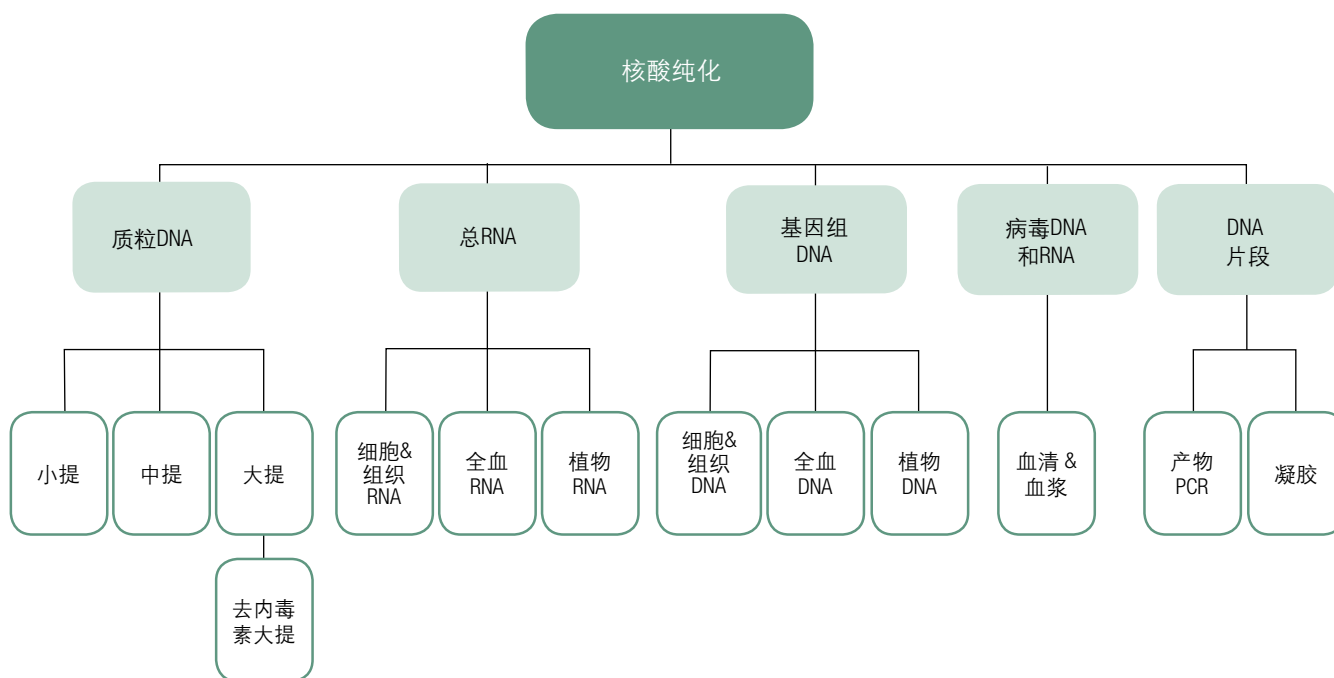 核酸纯化
质粒DNA
总RNA
基因组
DNA
病毒DNA
和RNA
DNA
片段
小提
中提
大提
细胞&
组织
RNA
全血
RNA
植物
RNA
细胞&
组织
DNA
全血
DNA
植物
DNA
血清 &
血浆
产物
PCR
凝胶
去内毒
素大提